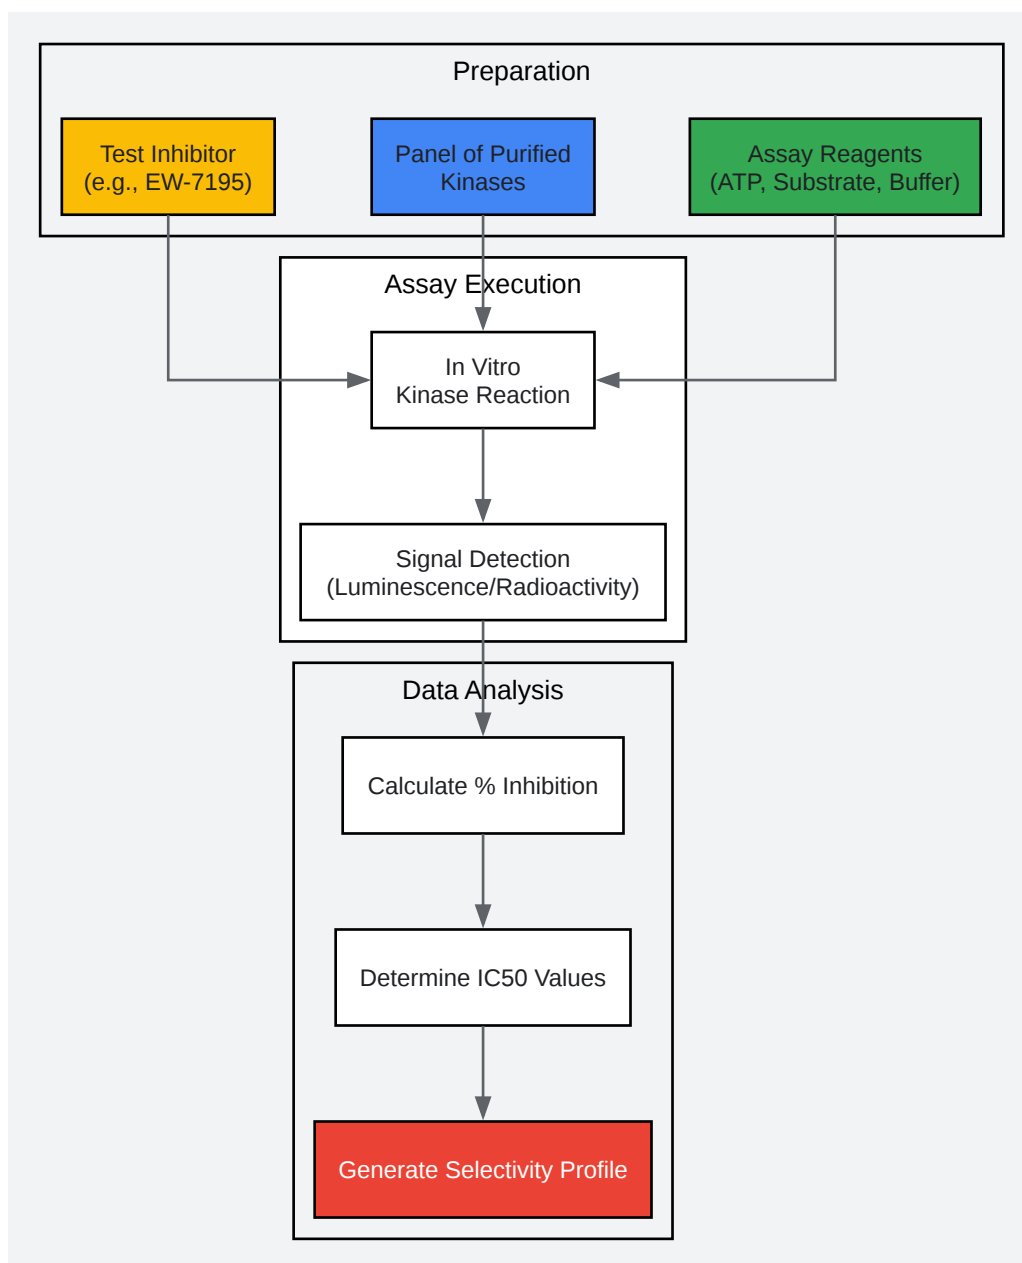 Preparation
Test Inhibitor
(e.g., EW-7195)
Panel of Purified
Kinases
Assay Reagents
(ATP, Substrate, Buffer)
Assay Execution
In Vitro
Kinase Reaction
Signal Detection
(Luminescence/Radioactivity)
Data Analysis
Calculate % Inhibition
Determine IC50 Values
Generate Selectivity Profile